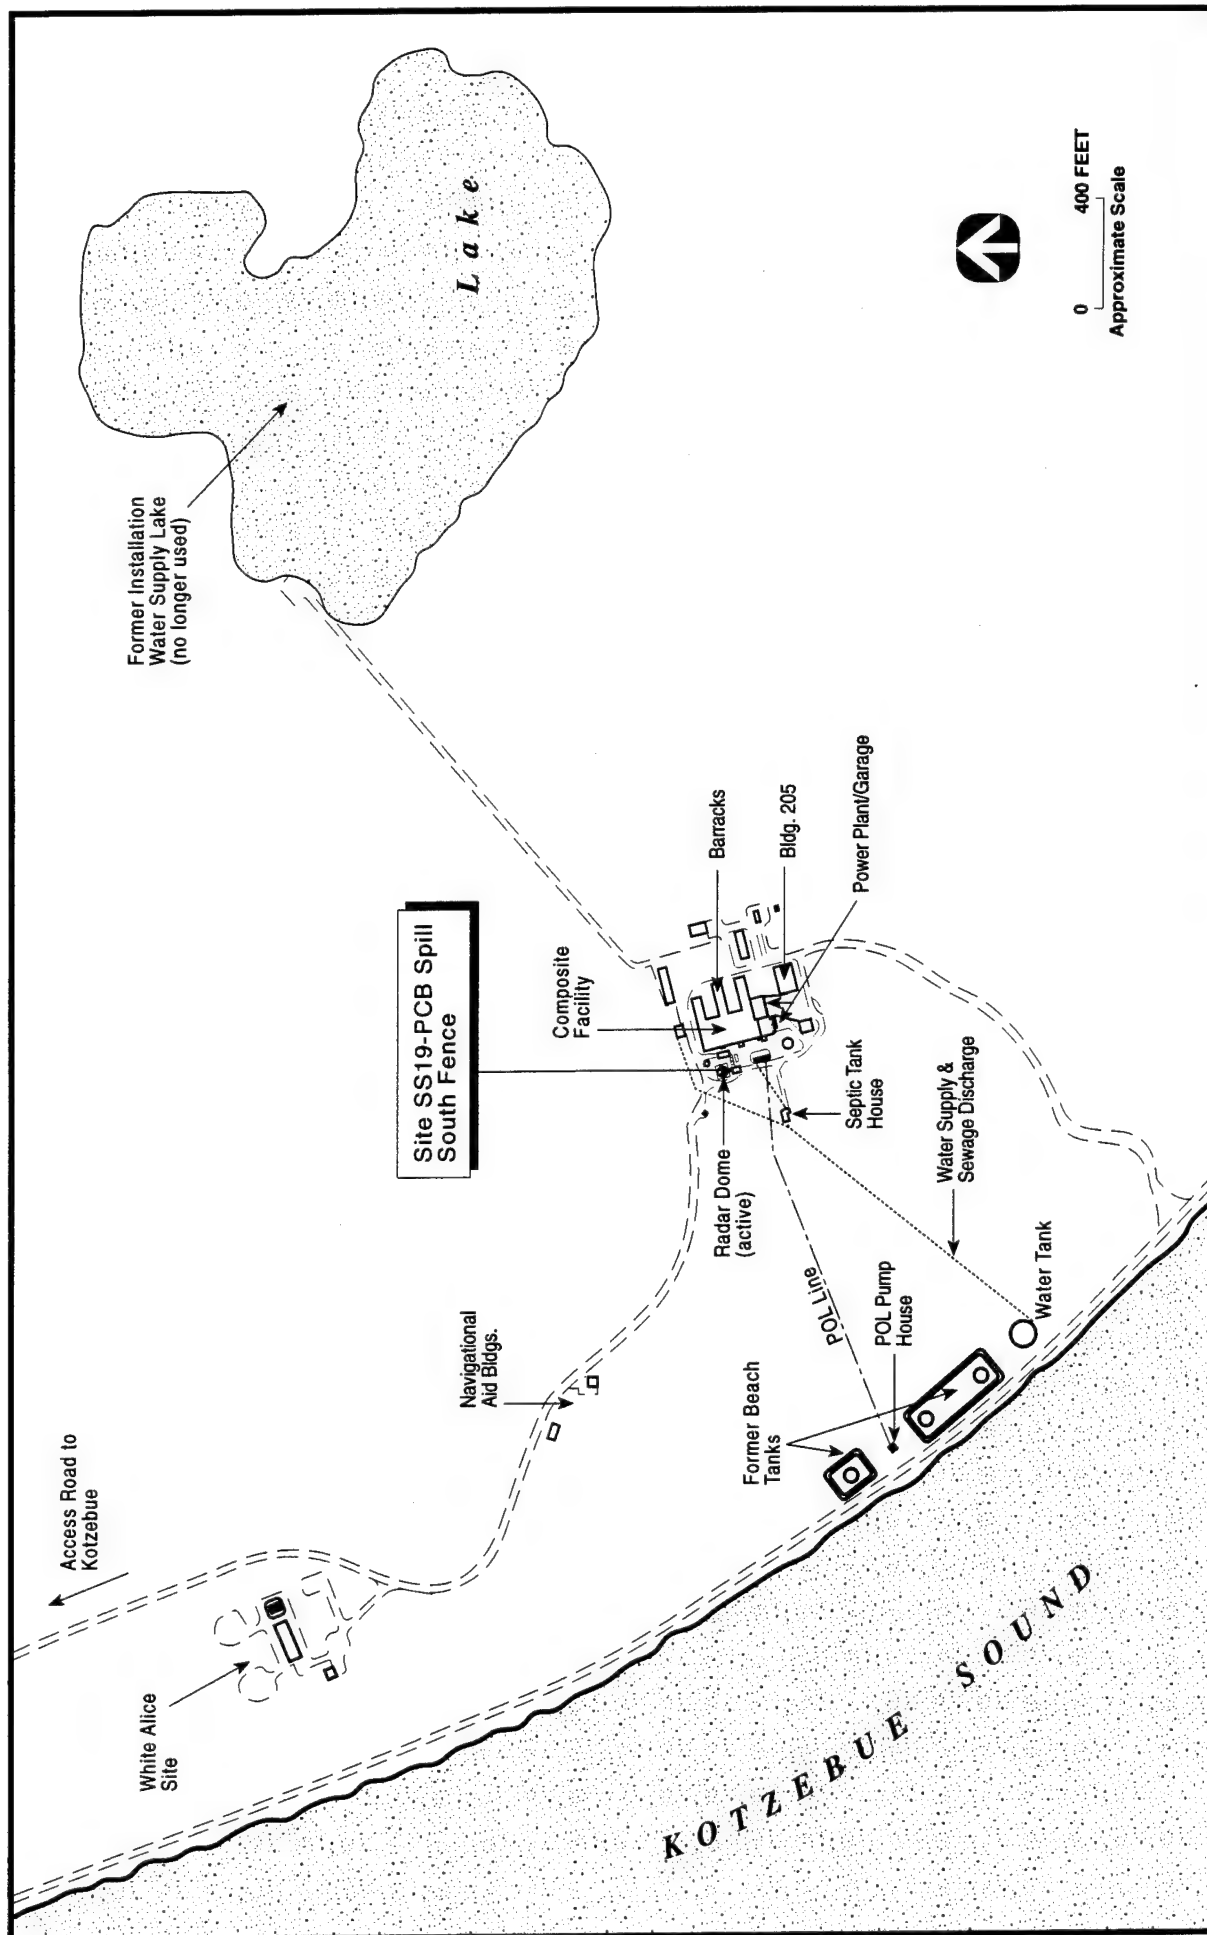 Access Road to
Kotzebue
White Alice
Site
Navigational
Aid Bldgs.
Former Installation
Water Supply Lake
(no longer used)
Lake
Site SS19-PCB Spill
South Fence
Composite
Facility
Barracks
Bldg. 205
Power Plant/Garage
Radar Dome
(active)
Septic Tank
House
Water Supply &
Sewage Discharge
POL Line
POL Pump
House
Former Beach
Tanks
Water Tank
KOTZEBUE SOUND
0 400 FEET
Approximate Scale